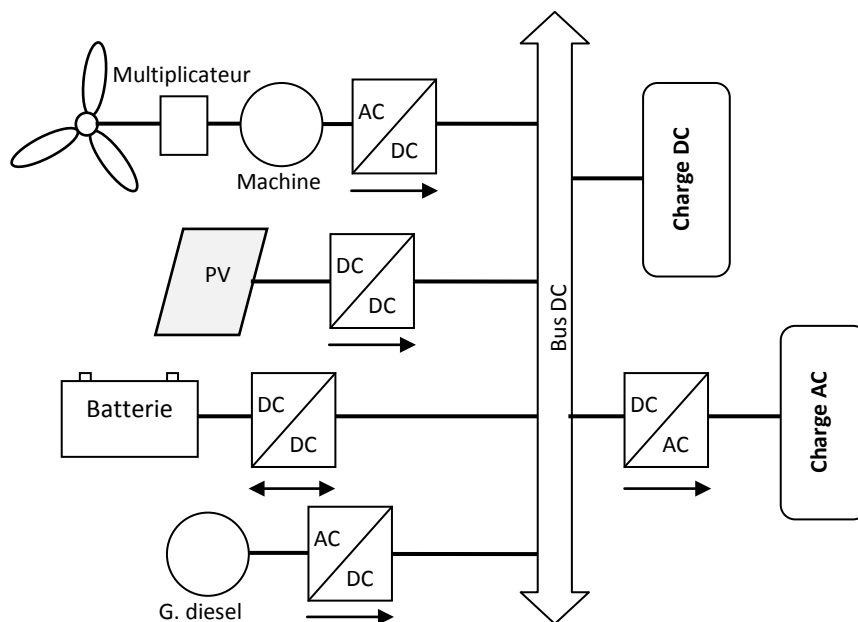 Multiplicateur
Machine
AC
DC
PV
DC
DC
Batterie
DC
DC
G. diesel
AC
DC
Bus DC
Charge DC
DC
AC
Charge AC